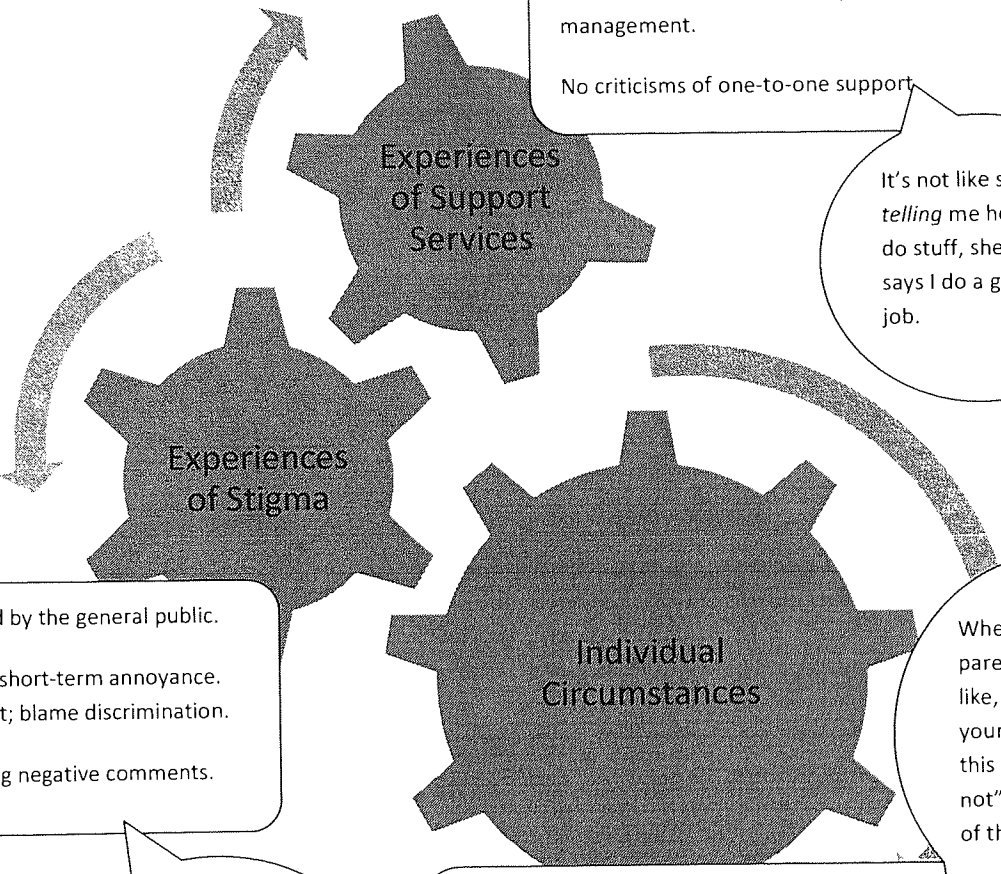 management.
No criticisms of one-to-one support
Experiences
of Support
Services
It's not like s
telling me h
do stuff, she
says I do a g
job.
Experiences
of Stigma
by the general public.
short-term annoyance.
t; blame discrimination.
g negative comments.
Individual
Circumstances
Whe
pare
like,
your
this
not"
of th